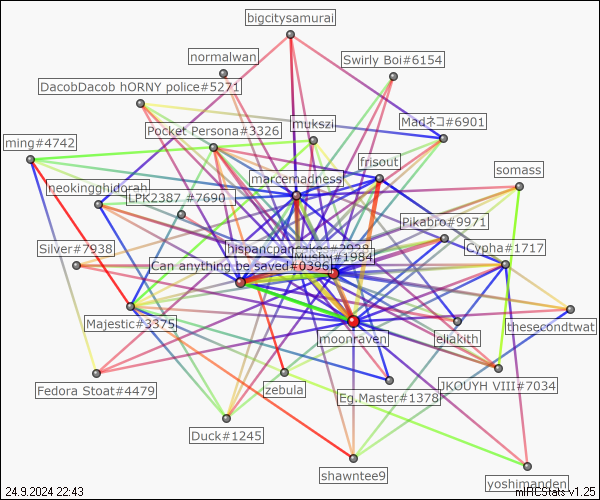 bigcitysamurai
normalwan
Swirly Boi#6154
DacobDacob hORNY police#5271
Madネコ#6901
Pocket Persona#3326
mukszi
ming#4742
frisout
marcemadness
somass
neokingghidorah
LPK2387 #7690
Pikabro#9971
Silver#7938
Cypha#1717
Mushy#1984
Can anything be saved#0396
Majestic#3375
moonraven
eliakith
thesecondtwat
Fedora Stoat#4479
zebula
Eg.Master#1378
JKOUYH VIII#7034
Duck#1245
shawntee9
yoshimanden
24.9.2024 22:43
mIRCStats v1.25